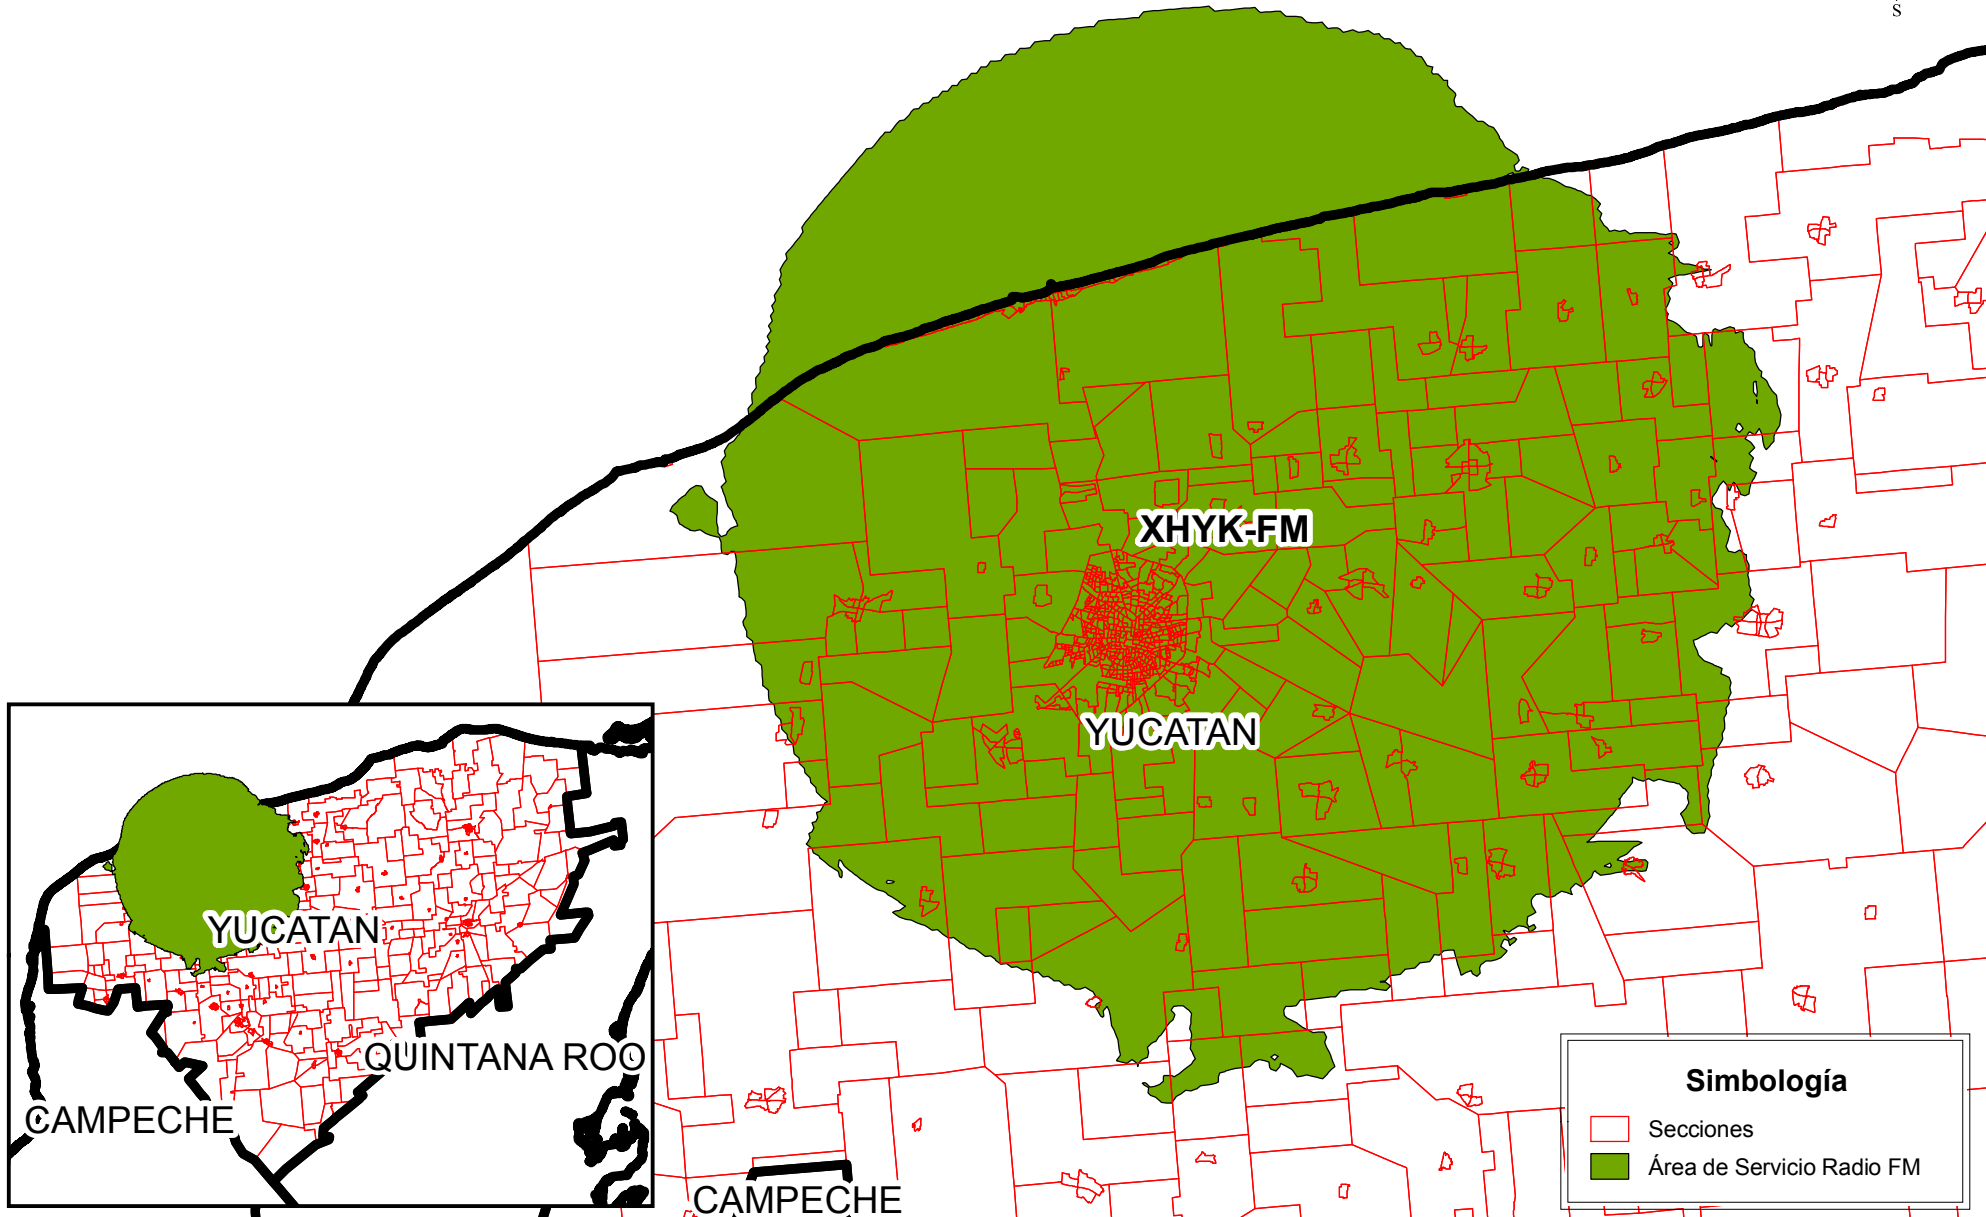 S
XHYK-FM
YUCATAN
YUCATAN
QUINTANA ROO
CAMPECHE
CAMPECHE
Simbología
Secciones
Área de Servicio Radio FM